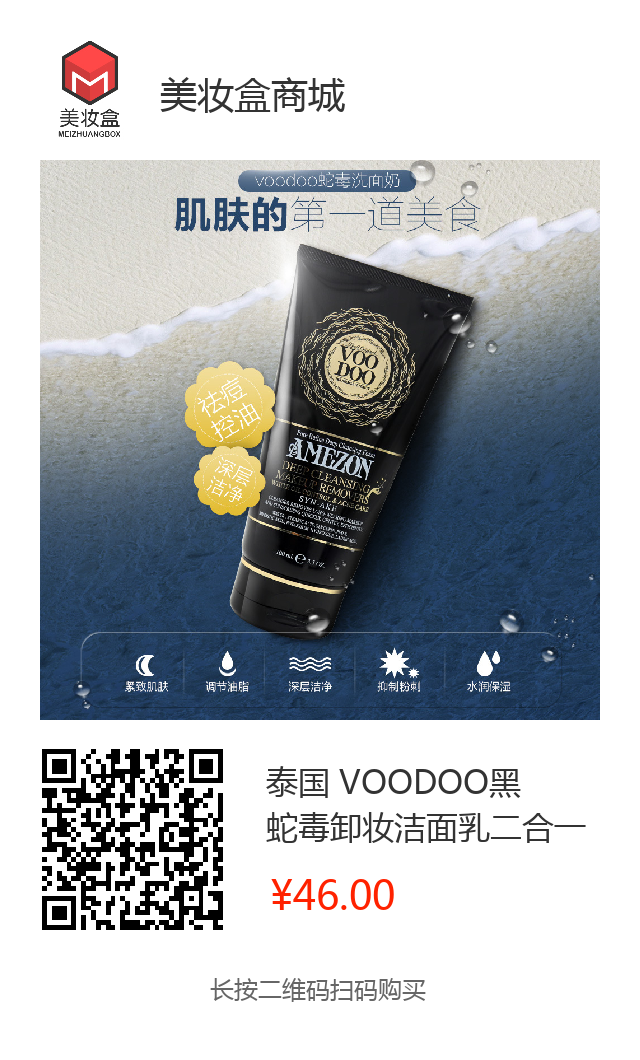 美妆盒
MEIZHUANGBOX
美妆盒商城
voodoo蛇毒洗面奶
肌肤的第一道美食
VOO
DOO
祛痘
控油
深层
洁净
AMEZON
DEEP CLEANSING
MAKEUP REMOVERS
SYN-AKE
紧致肌肤
调节油脂
深层洁净
抑制粉刺
水润保湿
泰国 VOODOO黑
蛇毒卸妆洁面乳二合一
¥46.00
长按二维码扫码购买